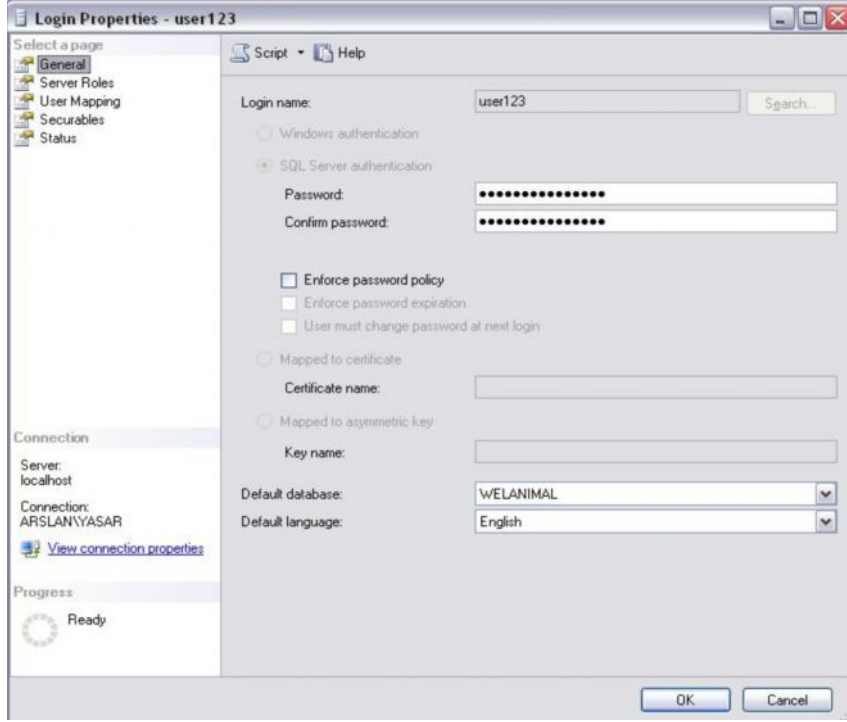 Login Properties - user123
Select a page
General
Server Roles
User Mapping
Securables
Status
Script Help
Login name: user123 Search...
Windows authentication
SQL Server authentication
Password: •••••••••••••••
Confirm password: •••••••••••••••
Enforce password policy
Enforce password expiration
User must change password at next login
Mapped to certificate
Certificate name:
Mapped to asymmetric key
Key name:
Default database: WELANIMAL
Default language: English
Connection
Server:
localhost
Connection:
ARSLAN\YASAR
View connection properties
Progress
Ready
OK Cancel